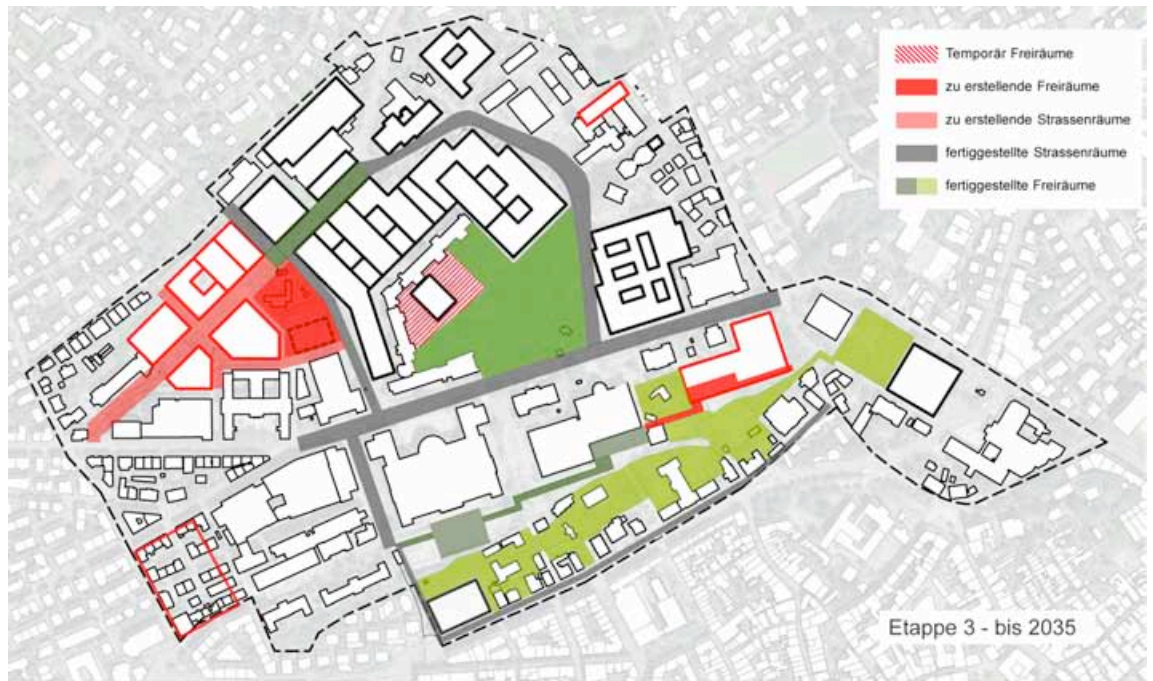 Temporär Freiräume
zu erstellende Freiräume
zu erstellende Strassenräume
fertiggestellte Strassenräume
fertiggestellte Freiräume
Etappe 3 - bis 2035